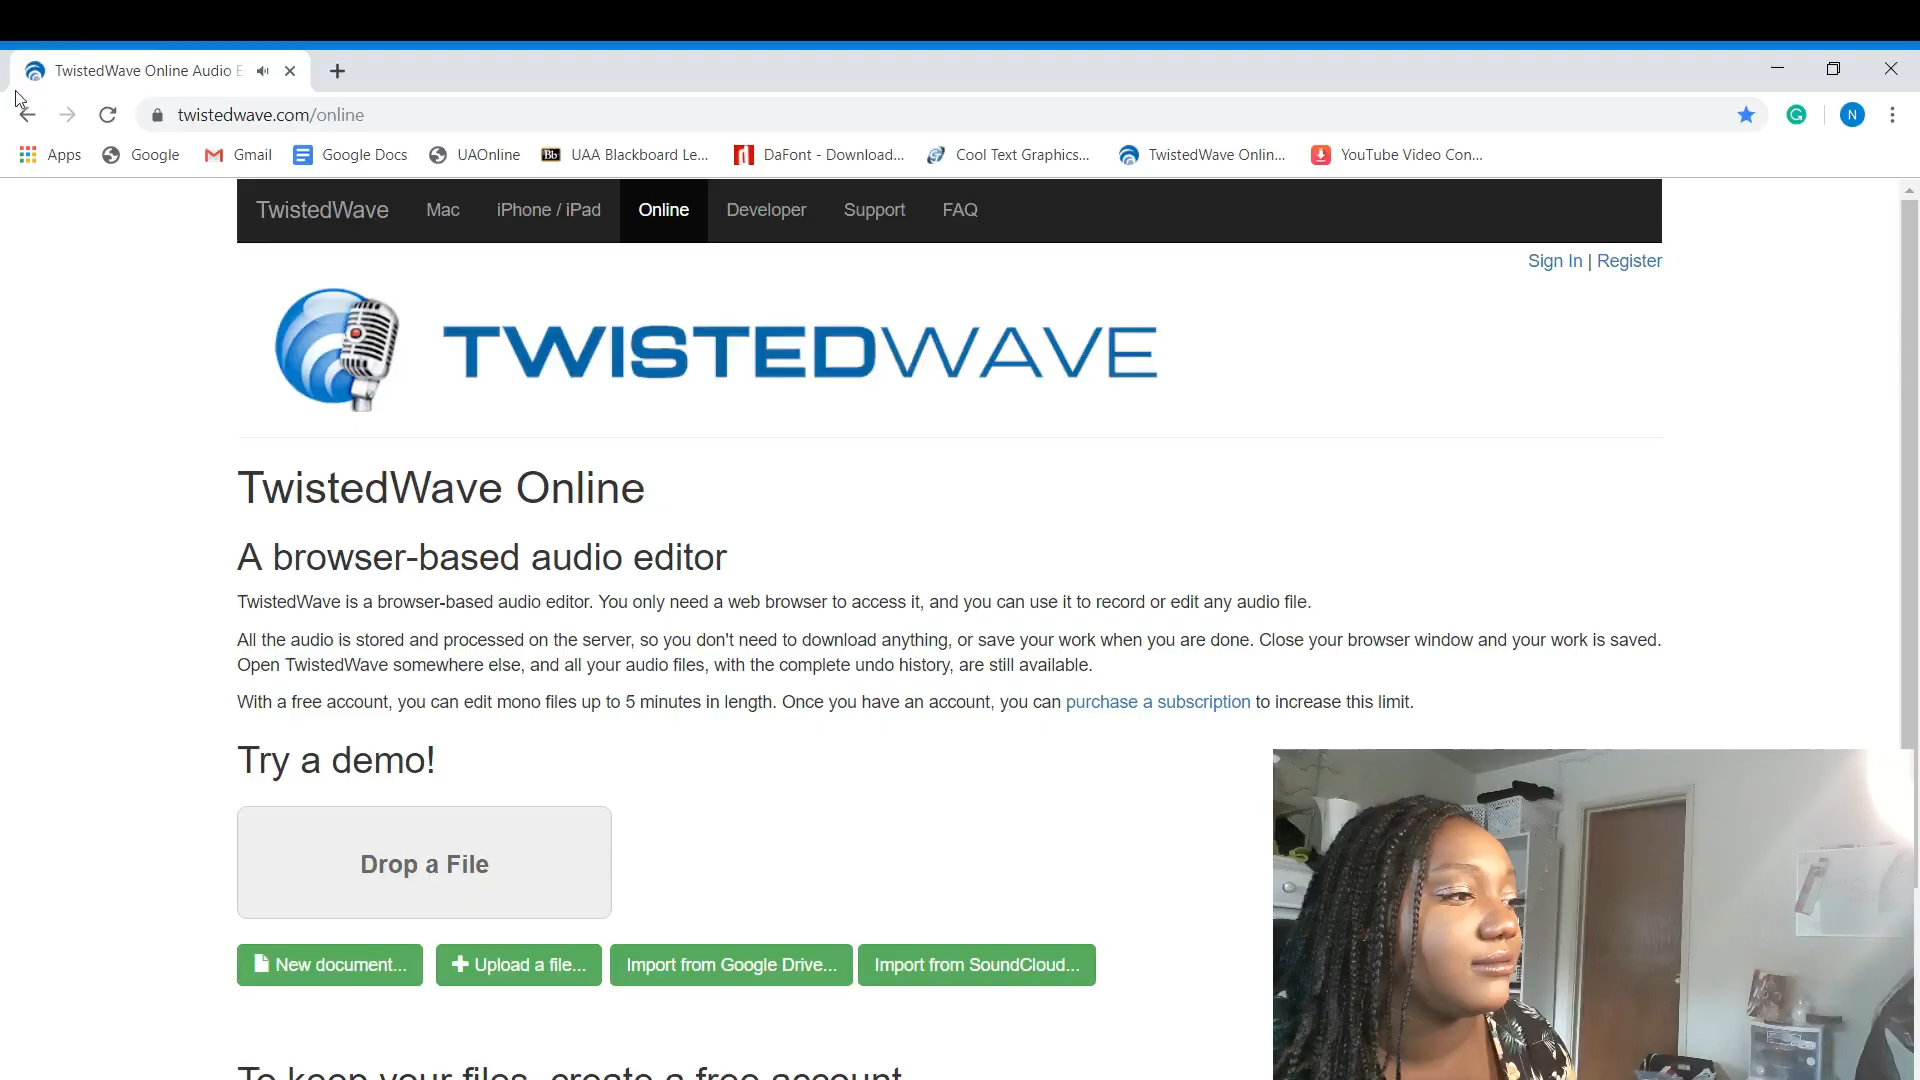 TwistedWave Online Audio E
twistedwave.com/online
N
Apps Google Gmail Google Docs UAOnline Bb UAA Blackboard Le... DaFont - Download... Cool Text Graphics... TwistedWave Onlin... YouTube Video Con...
TwistedWave Mac iPhone / iPad Online Developer Support FAQ
Sign In | Register
TWISTEDWAVE
TwistedWave Online
A browser-based audio editor
TwistedWave is a browser-based audio editor. You only need a web browser to access it, and you can use it to record or edit any audio file.
All the audio is stored and processed on the server, so you don't need to download anything, or save your work when you are done. Close your browser window and your work is saved.
Open TwistedWave somewhere else, and all your audio files, with the complete undo history, are still available.
With a free account, you can edit mono files up to 5 minutes in length. Once you have an account, you can purchase a subscription to increase this limit.
Try a demo!
Drop a File
New document... Upload a file... Import from Google Drive... Import from SoundCloud...
To keep your files, create a free account